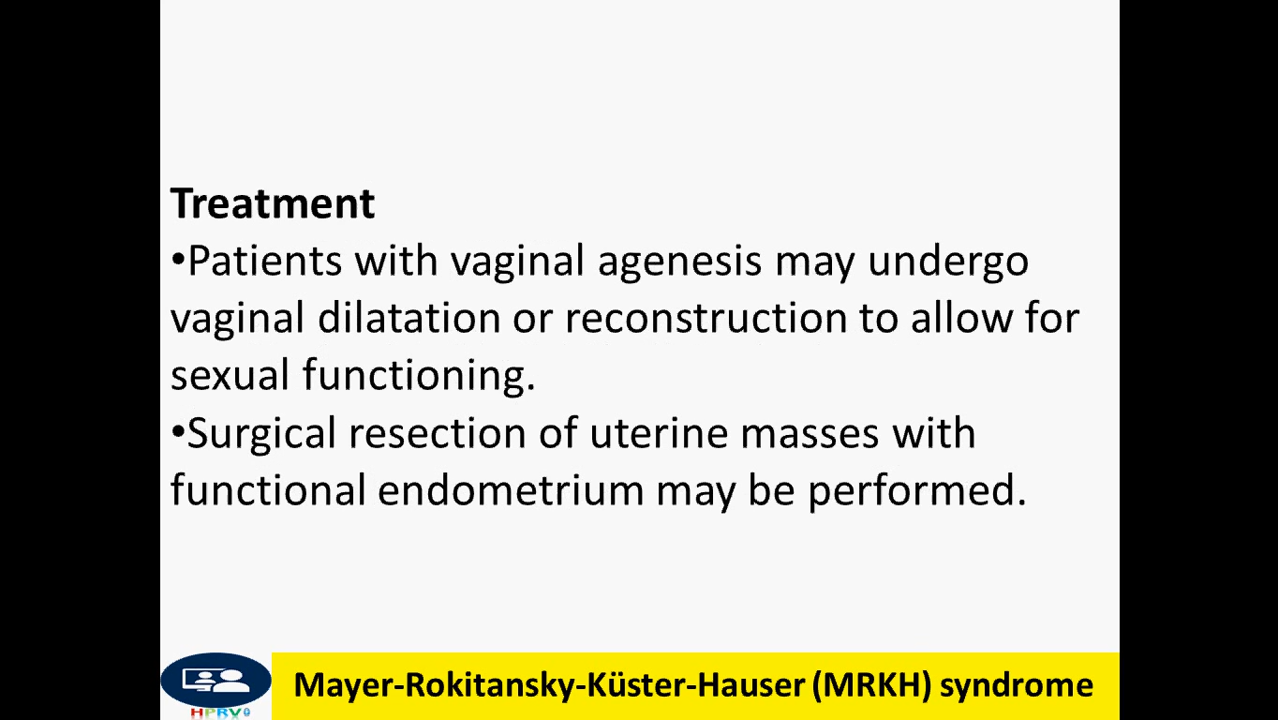 Treatment
•Patients with vaginal agenesis may undergo
vaginal dilatation or reconstruction to allow for
sexual functioning.
•Surgical resection of uterine masses with
functional endometrium may be performed.
Mayer-Rokitansky-Küster-Hauser (MRKH) syndrome